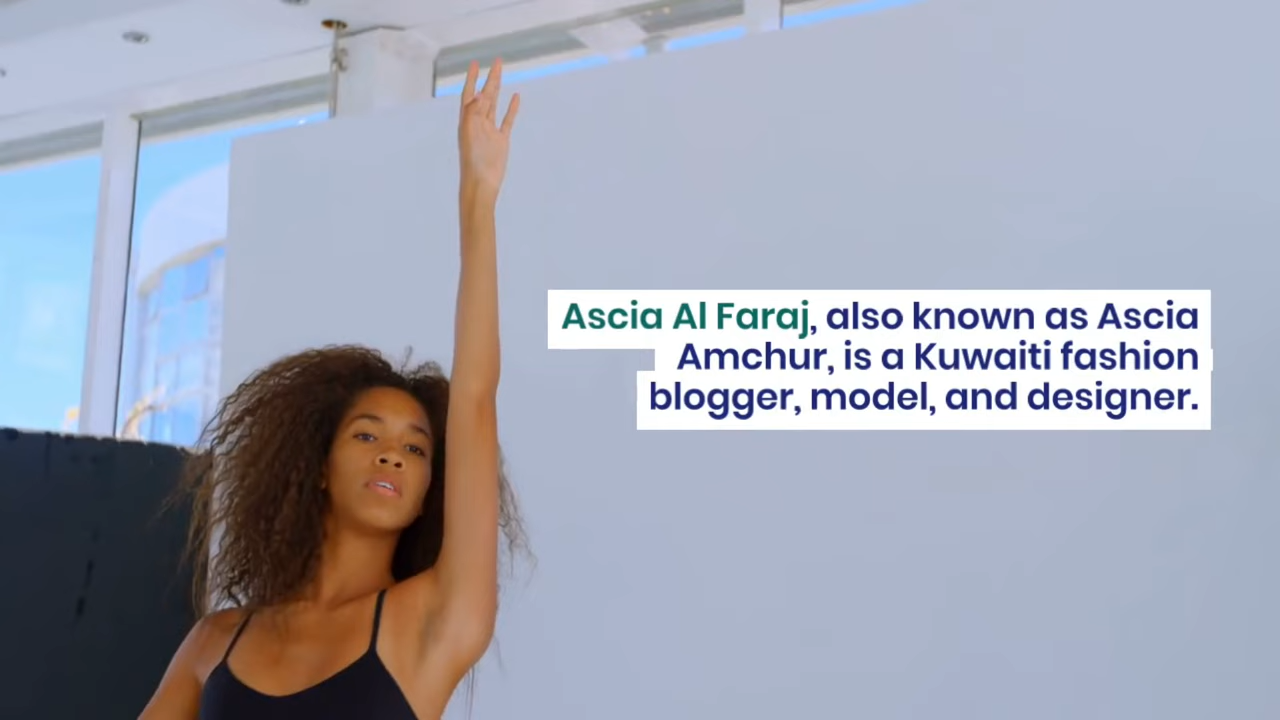 Ascia Al Faraj, also known as Ascia
Amchur, is a Kuwaiti fashion
blogger, model, and designer.